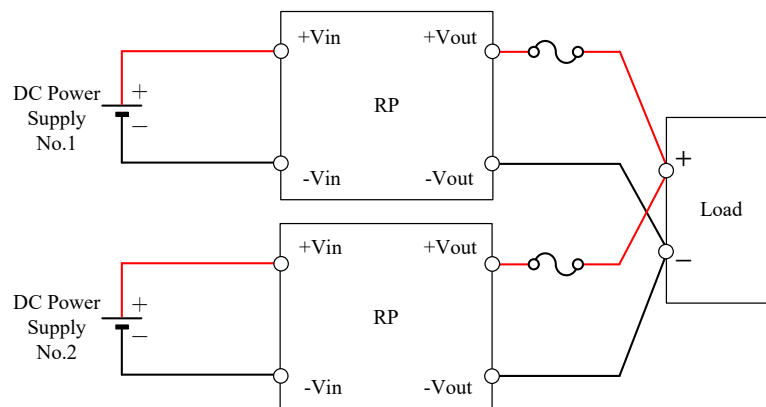 +Vin
+Vout
DC Power
Supply
No.1
+
−
RP
-Vin
-Vout
+
Load
−
+Vin
+Vout
DC Power
Supply
No.2
+
−
RP
-Vin
-Vout